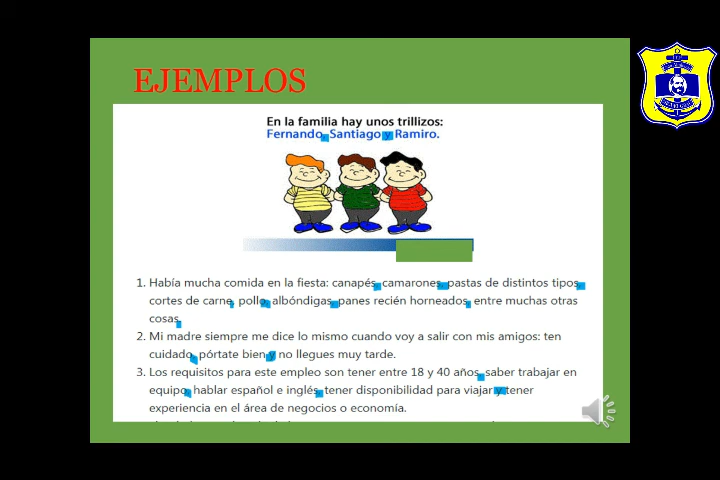 EJEMPLOS
En la familia hay unos trillizos:
Fernando, Santiago y Ramiro.
1. Había mucha comida en la fiesta: canapés, camarones, pastas de distintos tipos,
cortes de carne, pollo, albóndigas, panes recién horneados, entre muchas otras
cosas.
2. Mi madre siempre me dice lo mismo cuando voy a salir con mis amigos: ten
cuidado, pórtate bien y no llegues muy tarde.
3. Los requisitos para este empleo son tener entre 18 y 40 años, saber trabajar en
equipo, hablar español e inglés, tener disponibilidad para viajar y tener
experiencia en el área de negocios o economía.